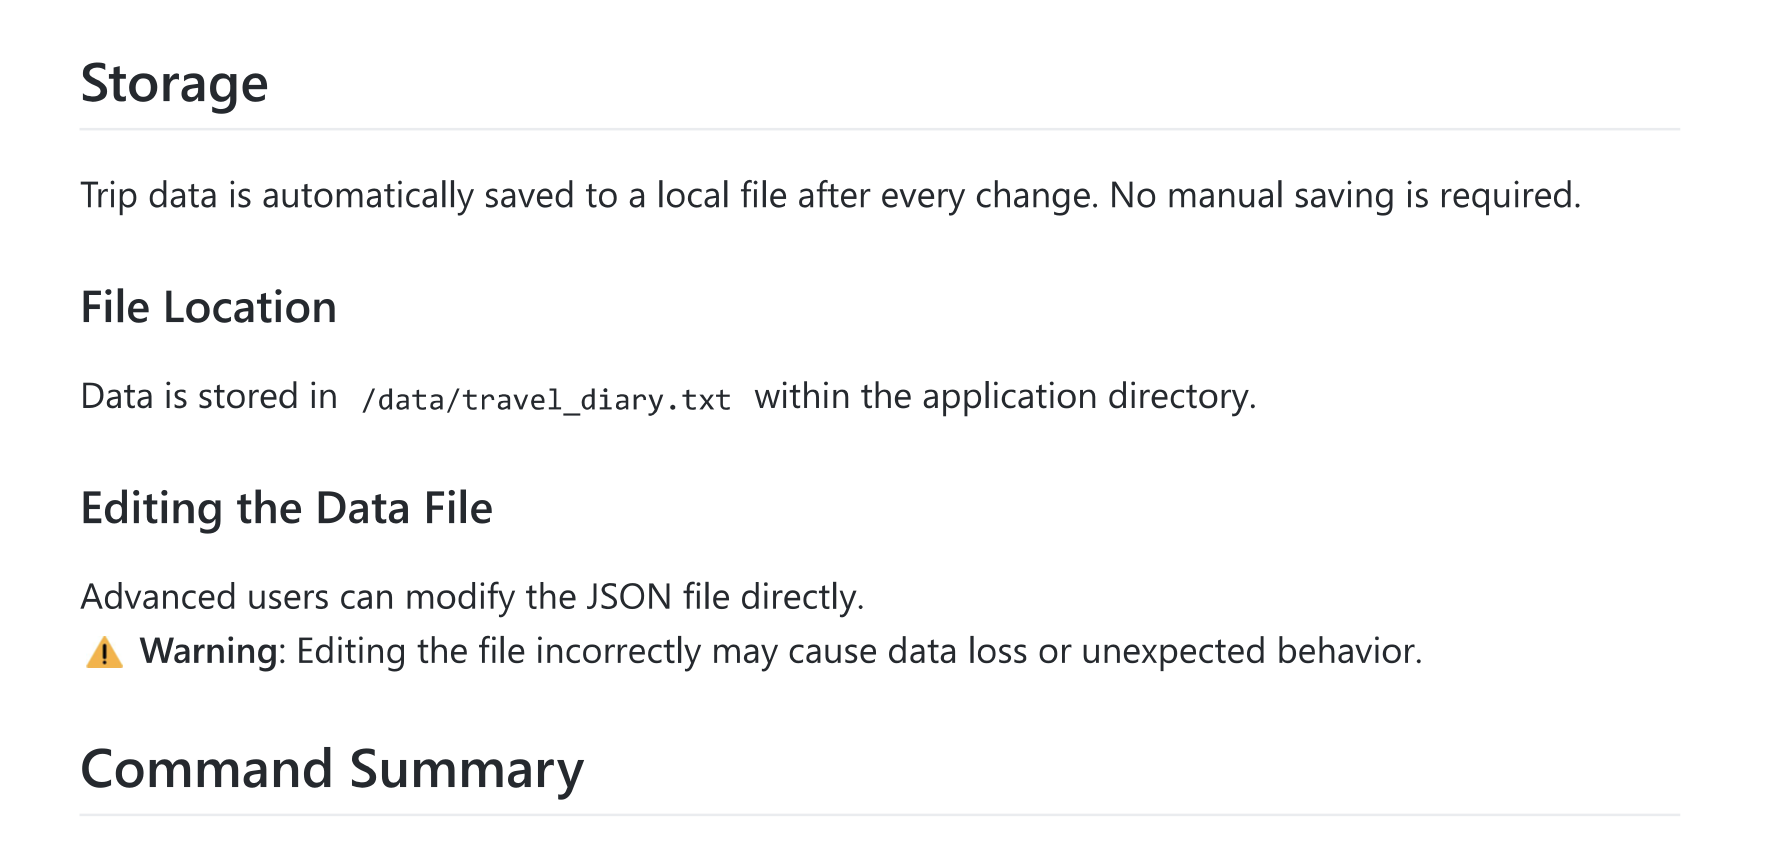 Storage
Trip data is automatically saved to a local file after every change. No manual saving is required.
File Location
Data is stored in /data/travel_diary.txt within the application directory.
Editing the Data File
Advanced users can modify the JSON file directly.
⚠️ Warning: Editing the file incorrectly may cause data loss or unexpected behavior.
Command Summary